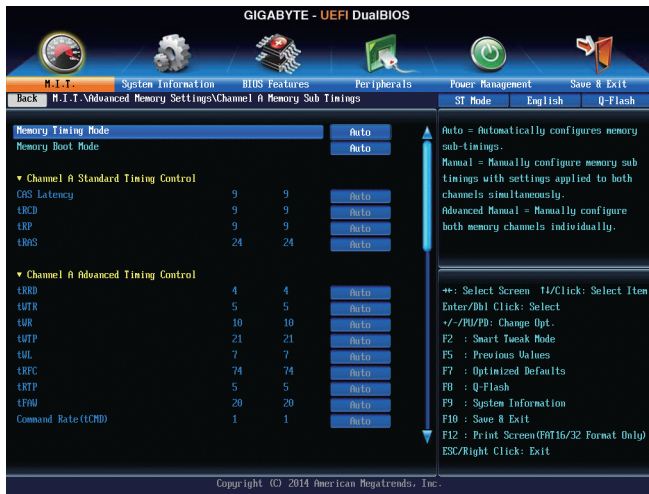 GIGABYTE - UEFI DualBIOS
M.I.T. System Information BIOS Features Peripherals Power Management Save & Exit
Back M.I.T.\Advanced Memory Settings\Channel A Memory Sub Timings ST Mode English Q-Flash
Memory Timing Mode Auto
Memory Boot Mode Auto
▼ Channel A Standard Timing Control
CAS Latency 9 9 Auto
tRCD 9 9 Auto
tRP 9 9 Auto
tRAS 24 24 Auto
▼ Channel A Advanced Timing Control
tRRD 4 4 Auto
tWTR 5 5 Auto
tWR 10 10 Auto
tWTP 21 21 Auto
tWL 7 7 Auto
tRFC 74 74 Auto
tRTP 5 5 Auto
tFAW 20 20 Auto
Command Rate(tCMD) 1 1 Auto
Auto = Automatically configures memory
sub-timings.
Manual = Manually configure memory sub
timings with settings applied to both
channels simultaneously.
Advanced Manual = Manually configure
both memory channels individually.
→←: Select Screen ↑↓/Click: Select Item
Enter/Dbl Click: Select
+/-/PU/PD: Change Opt.
F2 : Smart Tweak Mode
F5 : Previous Values
F7 : Optimized Defaults
F8 : Q-Flash
F9 : System Information
F10 : Save & Exit
F12 : Print Screen(FAT16/32 Format Only)
ESC/Right Click: Exit
Copyright (C) 2014 American Megatrends, Inc.